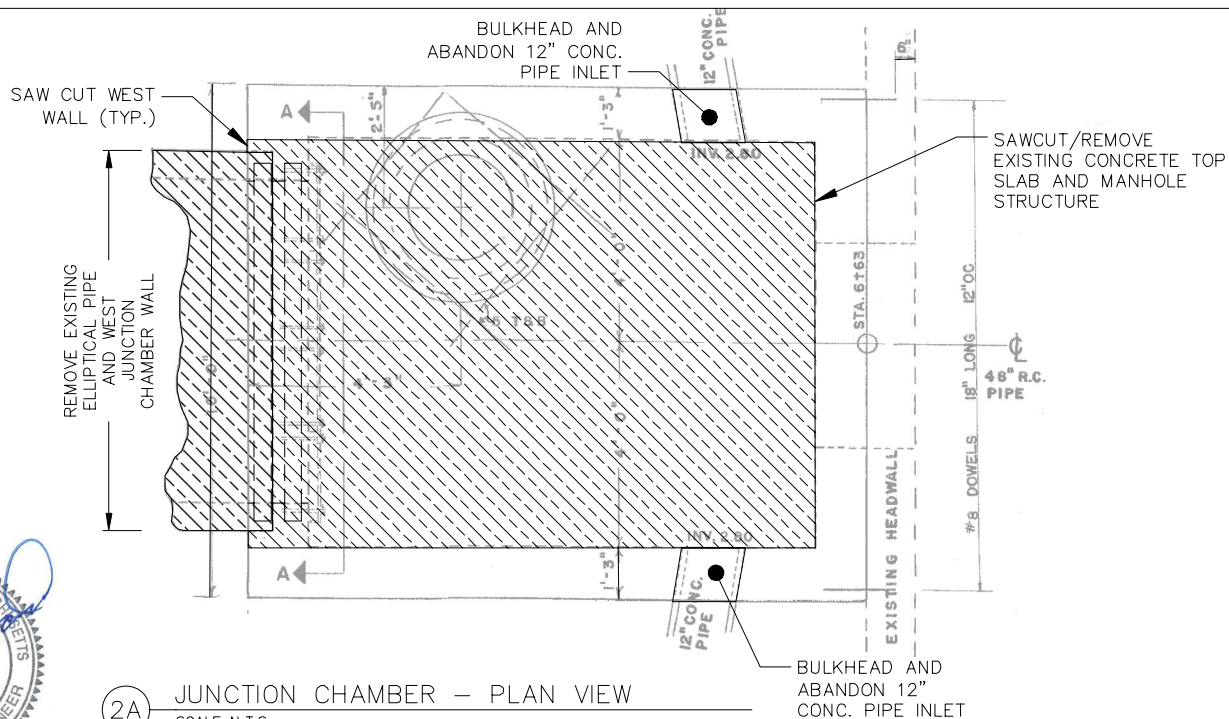 BULKHEAD AND
ABANDON 12" CONC.
PIPE INLET
12" CONC.
PIPE
SAW CUT WEST
WALL (TYP.)
A
2'-5"
1'-3"
INV. 2.80
SAWCUT/REMOVE
EXISTING CONCRETE TOP
SLAB AND MANHOLE
STRUCTURE
REMOVE EXISTING
ELLIPTICAL PIPE
AND WEST
JUNCTION
CHAMBER WALL
4'-0"
T&B
STA. 6+63
4'-3"
℄
48" R.C.
PIPE
4'-0"
#8 DOWELS 18" LONG 12"OC
EXISTING HEADWALL
INV. 2.80
A
1'-3"
12" CONC.
PIPE
BULKHEAD AND
ABANDON 12"
CONC. PIPE INLET
2A
JUNCTION CHAMBER – PLAN VIEW